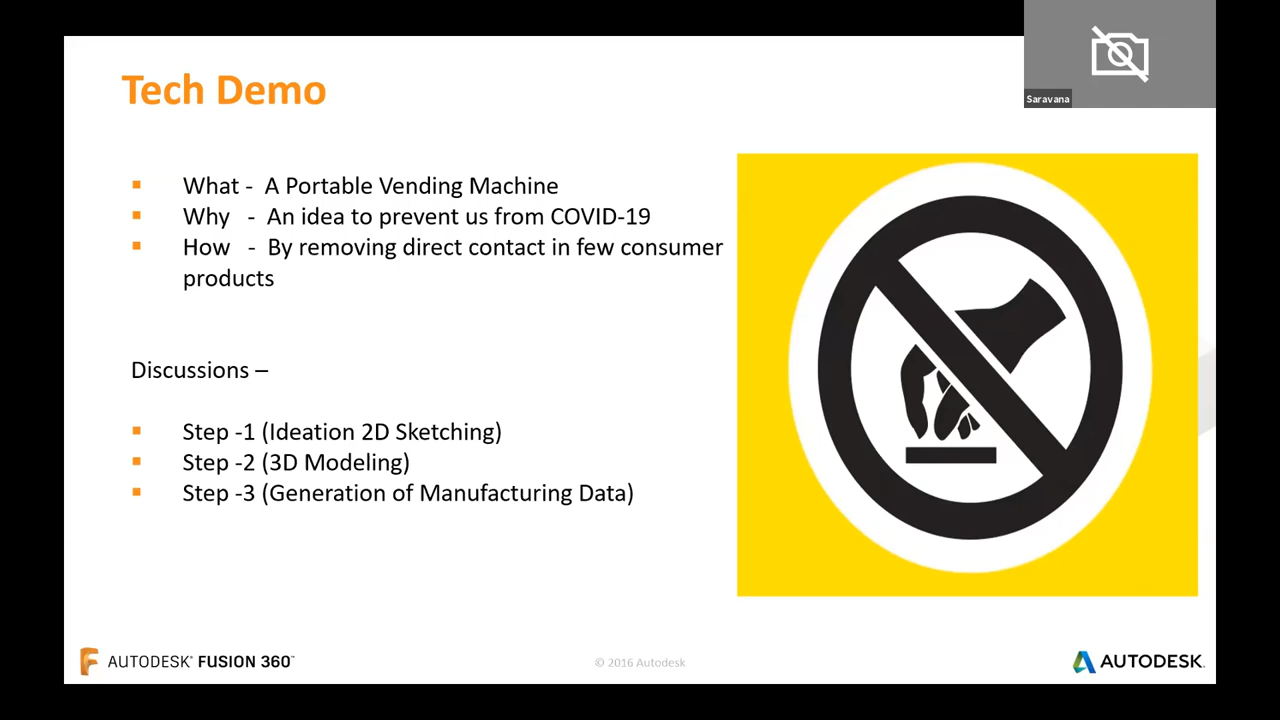 Tech Demo
Saravana
▪ What - A Portable Vending Machine
▪ Why - An idea to prevent us from COVID-19
▪ How - By removing direct contact in few consumer
products
Discussions –
▪ Step -1 (Ideation 2D Sketching)
▪ Step -2 (3D Modeling)
▪ Step -3 (Generation of Manufacturing Data)
AUTODESK® FUSION 360™
© 2016 Autodesk
AUTODESK.